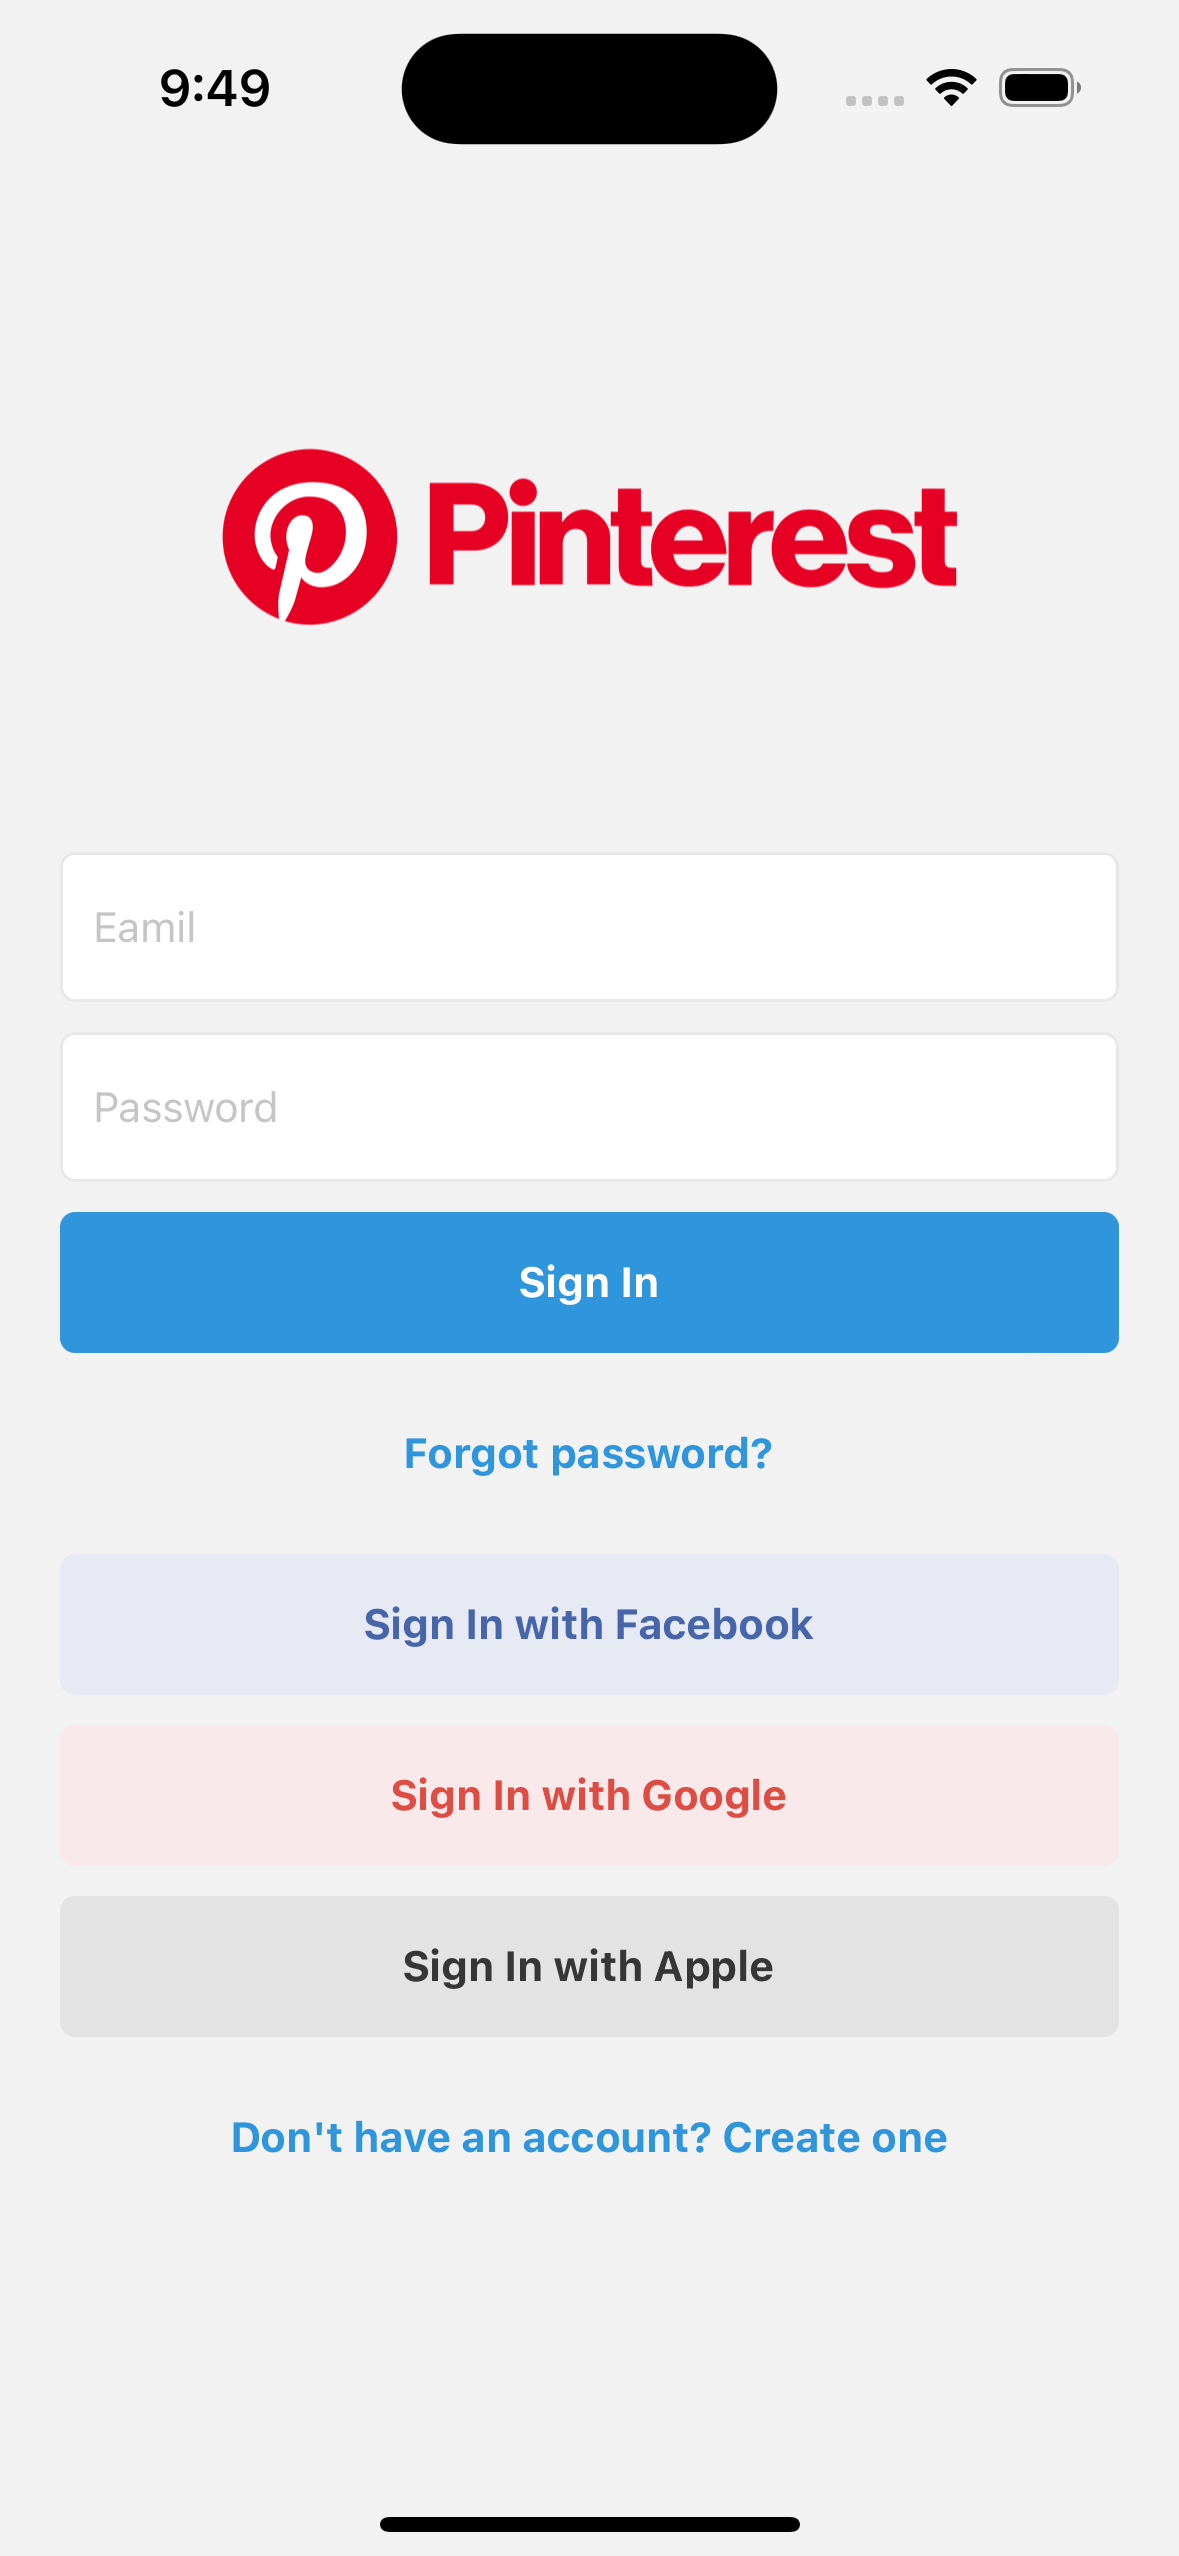 9:49
Pinterest
Eamil
Password
Sign In
Forgot password?
Sign In with Facebook
Sign In with Google
Sign In with Apple
Don't have an account? Create one